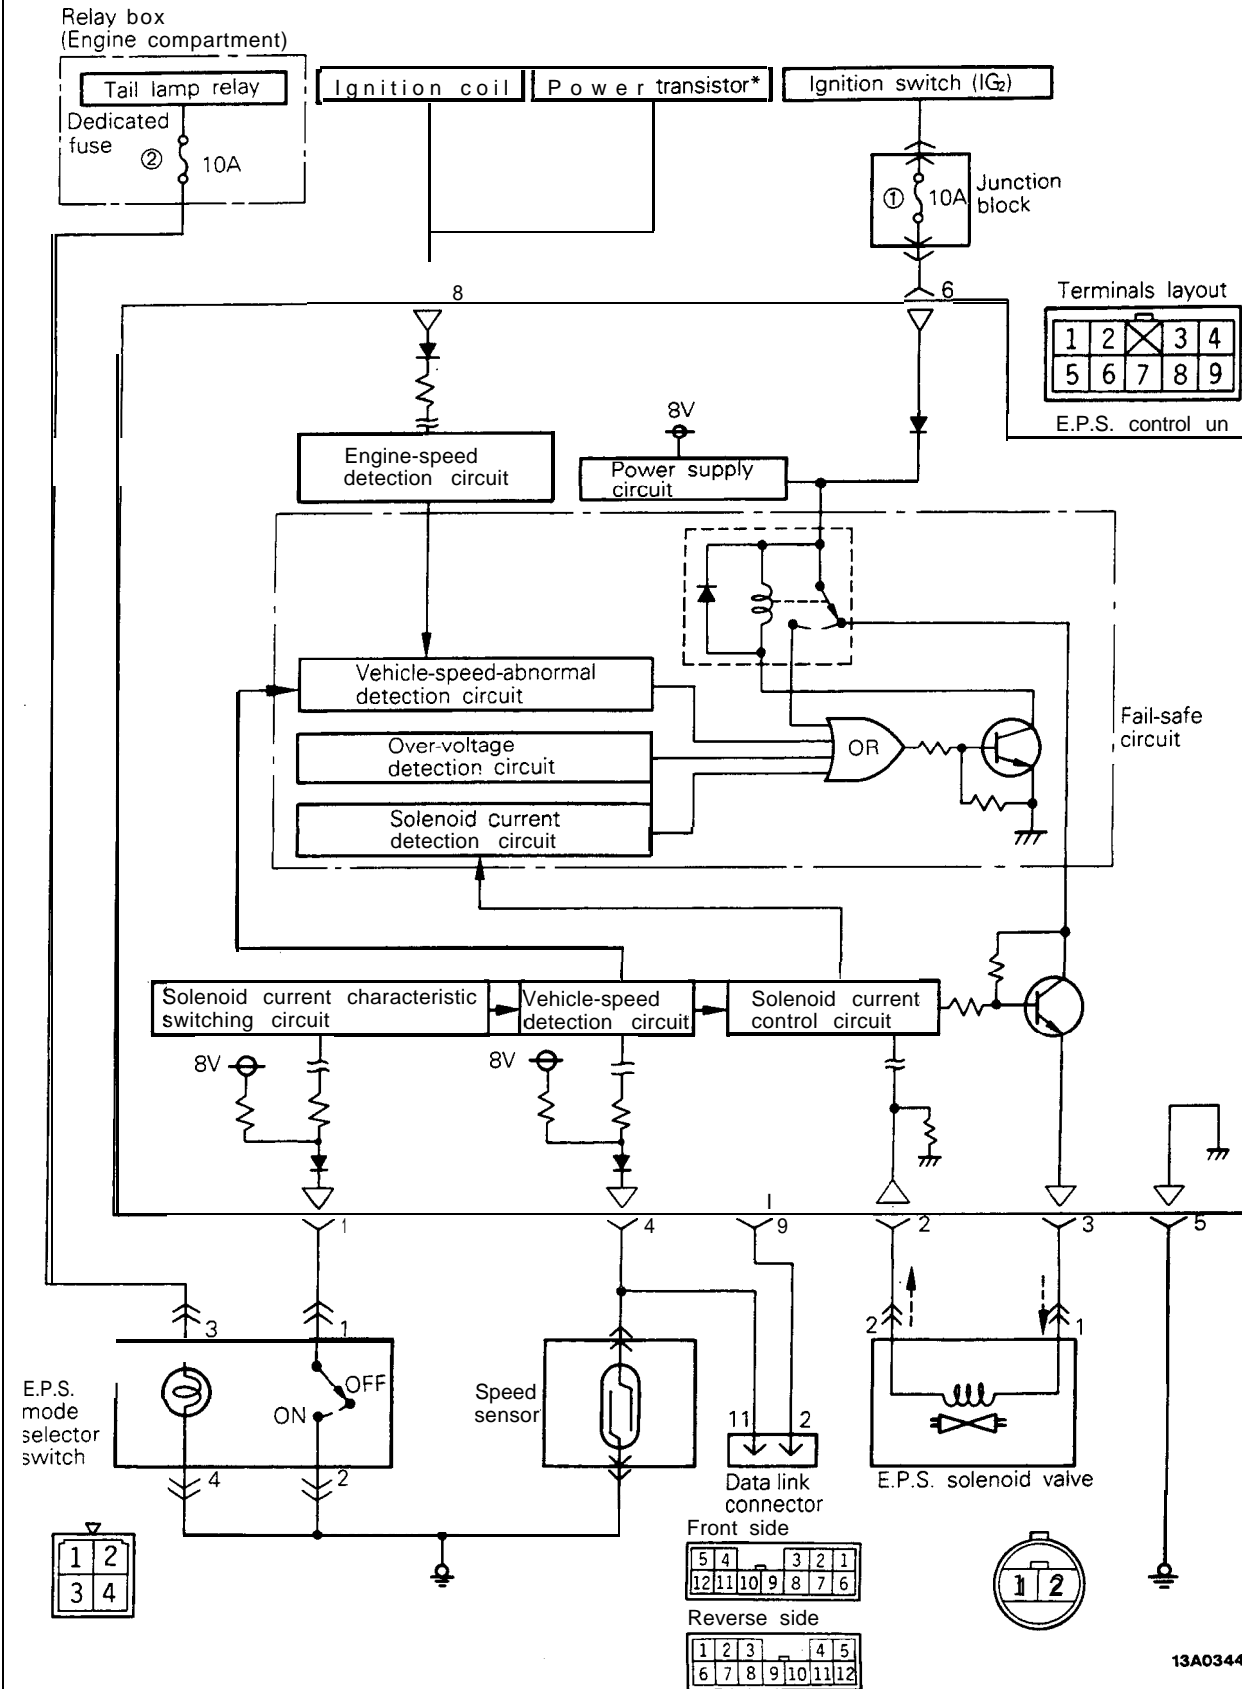 Relay box
(Engine compartment)
Tail lamp relay
Ignition coil
Power transistor*
Ignition switch (IG2)
Dedicated
fuse
② 10A
① 10A
Junction
block
8
6
Terminals layout
1 2 3 4
5 6 7 8 9
E.P.S. control un
8V
Engine-speed
detection circuit
Power supply
circuit
Vehicle-speed-abnormal
detection circuit
Over-voltage
detection circuit
OR
Fail-safe
circuit
Solenoid current
detection circuit
Solenoid current characteristic
switching circuit
Vehicle-speed
detection circuit
Solenoid current
control circuit
8V
8V
1
4
9
2
3
5
3
1
2
1
E.P.S.
mode
selector
switch
OFF
ON
Speed
sensor
11
2
4
2
Data link
connector
E.P.S. solenoid valve
Front side
5 4 3 2 1
12 11 10 9 8 7 6
Reverse side
1 2 3 4 5
6 7 8 9 10 11 12
1 2
3 4
1 2
13A0344